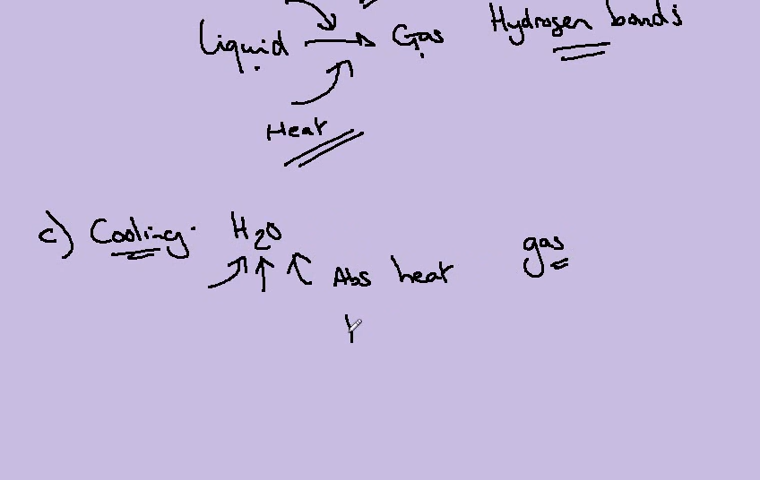 Hydrogen bonds
Liquid → Gas
Heat
c) Cooling. H2O
gas
Abs heat